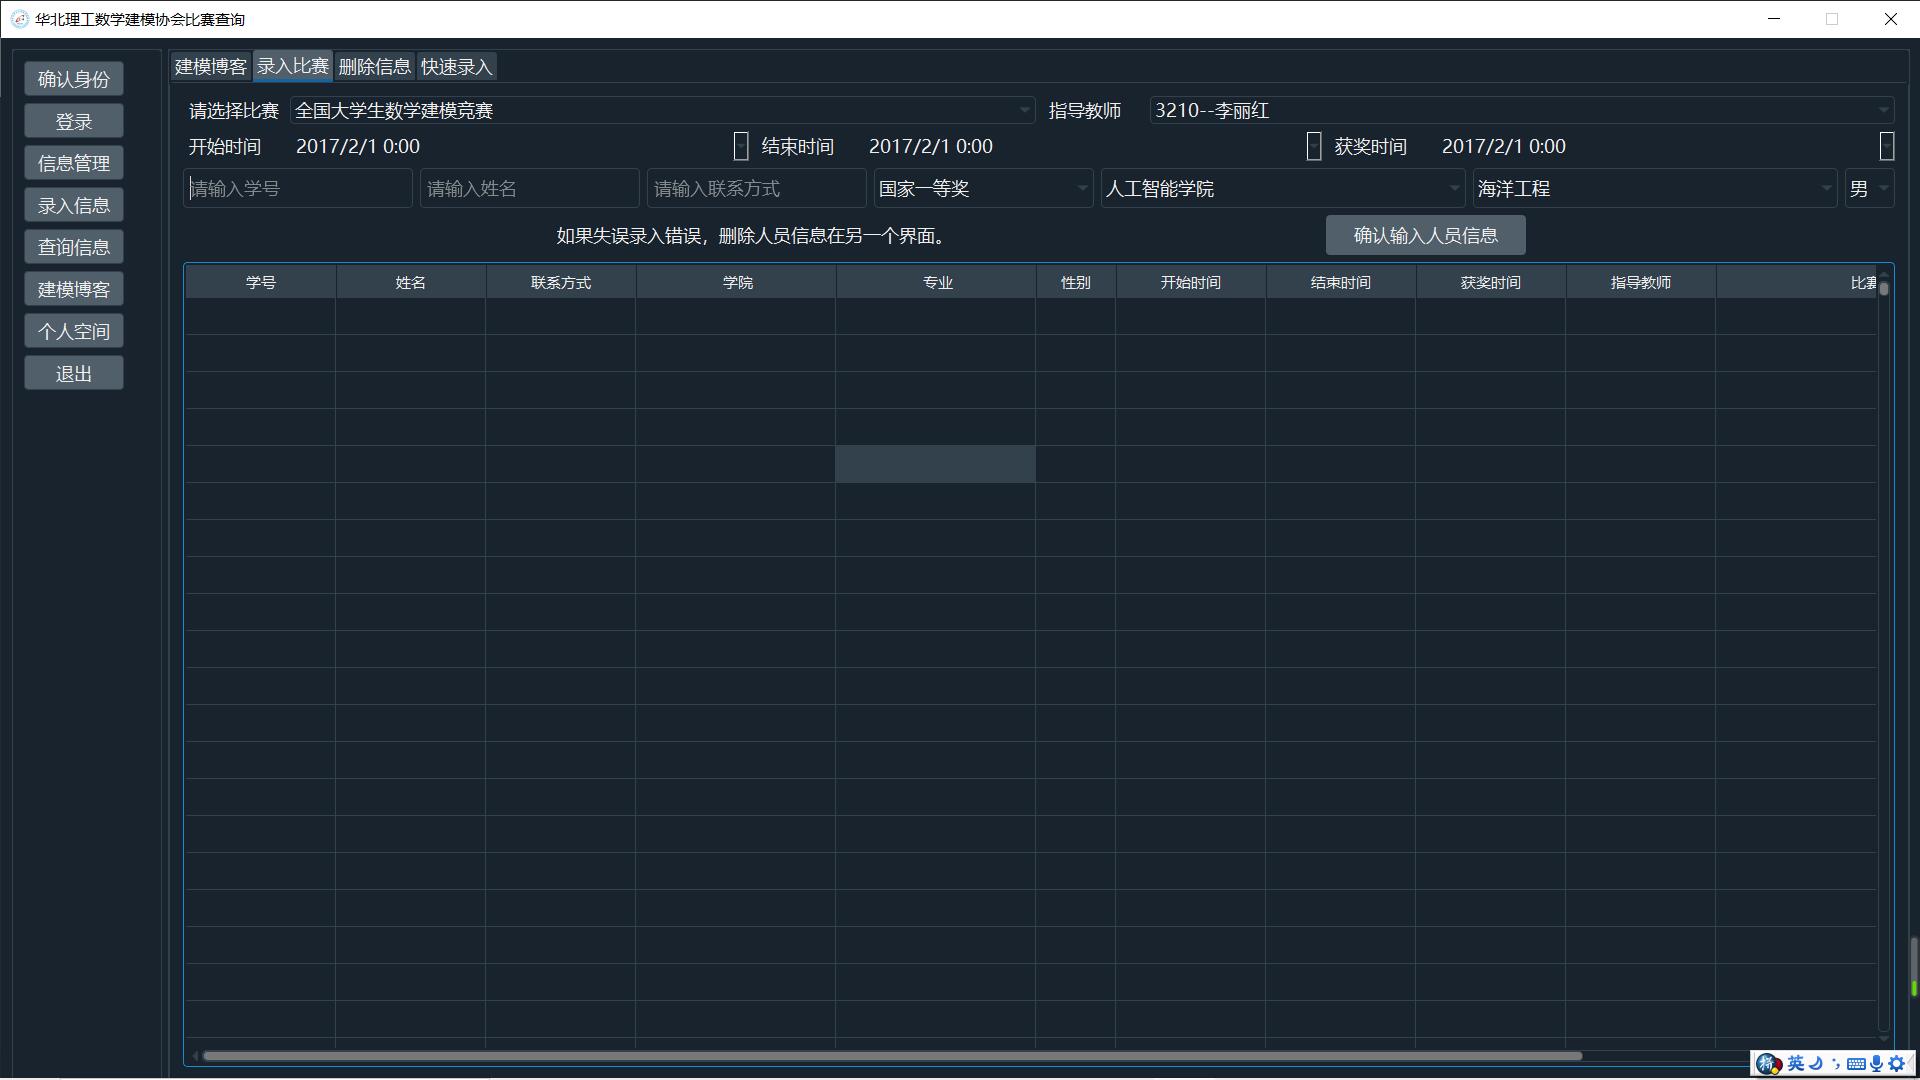 华北理工数学建模协会比赛查询
确认身份
登录
信息管理
录入信息
查询信息
建模博客
个人空间
退出
建模博客 录入比赛 删除信息 快速录入
请选择比赛 全国大学生数学建模竞赛 指导教师 3210--李丽红
开始时间 2017/2/1 0:00 结束时间 2017/2/1 0:00 获奖时间 2017/2/1 0:00
请输入学号 请输入姓名 请输入联系方式 国家一等奖 人工智能学院 海洋工程 男
如果失误录入错误，删除人员信息在另一个界面。 确认输入人员信息
学号 姓名 联系方式 学院 专业 性别 开始时间 结束时间 获奖时间 指导教师 比赛
英